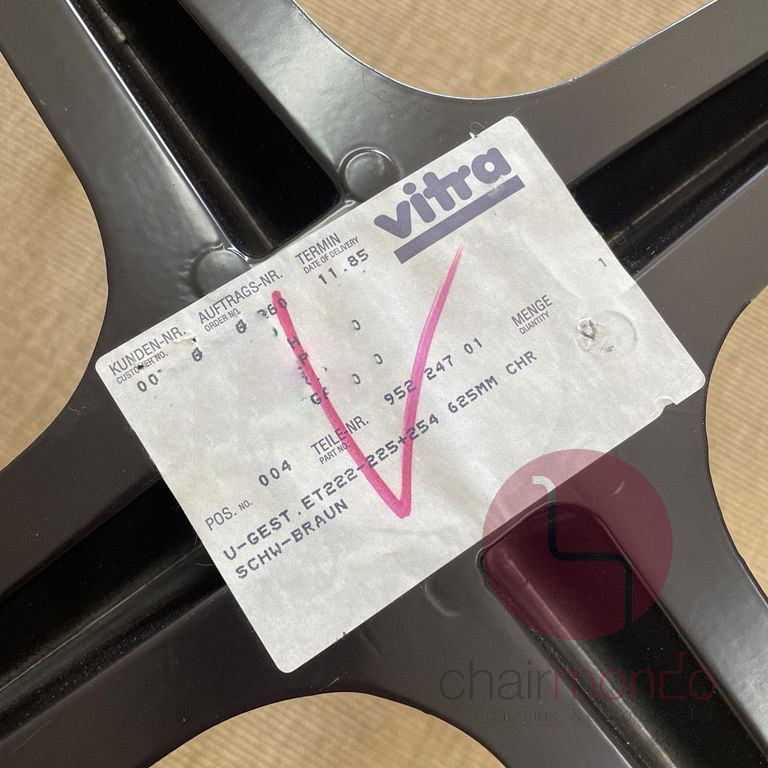 vitra
KUNDEN-NR. AUFTRAGS-NR. TERMIN
CUSTOMER NO. ORDER NO. DATE OF DELIVERY
11.85
MENGE
QUANTITY
1
POS. NO. 004 TEILE-NR. 952 247 01
PART NO.
U-GEST.ET222-225+254 625MM CHR
SCHW-BRAUN
chairmondo